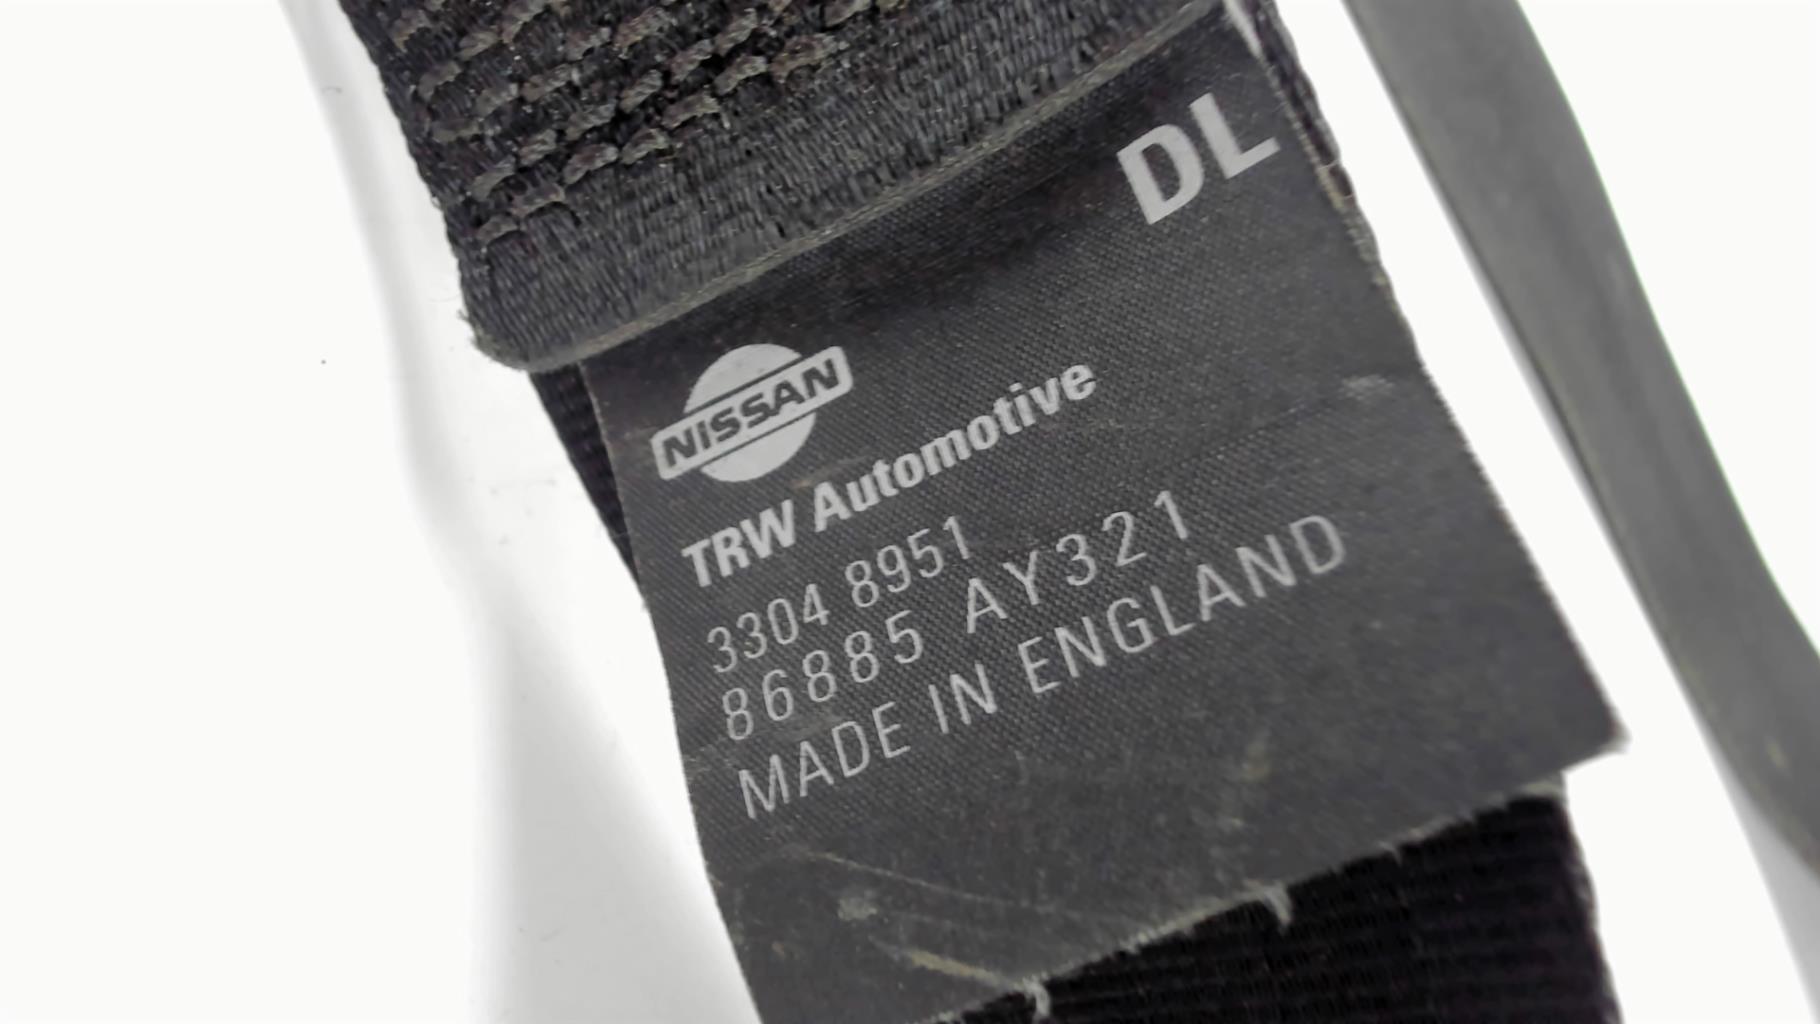 DL
NISSAN
TRW Automotive
3304 8951
86885 AY321
MADE IN ENGLAND